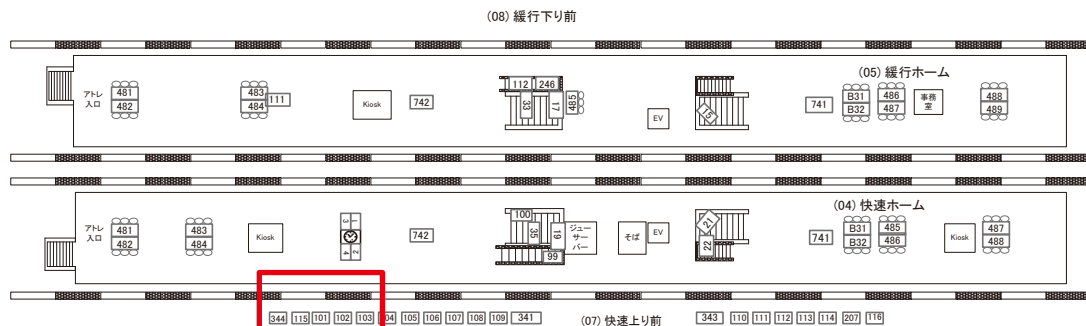 (08) 緩行下り前
(05) 緩行ホーム
アトレ
入口
481
482
483
484
111
Kiosk
742
112
246
33
17
485
EV
15
741
B31
B32
486
487
事務
室
488
489
(04) 快速ホーム
アトレ
入口
481
482
483
484
Kiosk
1
3
2
4
742
100
35
19
99
ジュー
サー
バー
そば
EV
21
22
741
B31
B32
485
486
Kiosk
487
488
344 115 101 102 103 104 105 106 107 108 109 341 (07) 快速上り前 343 110 111 112 113 114 207 116